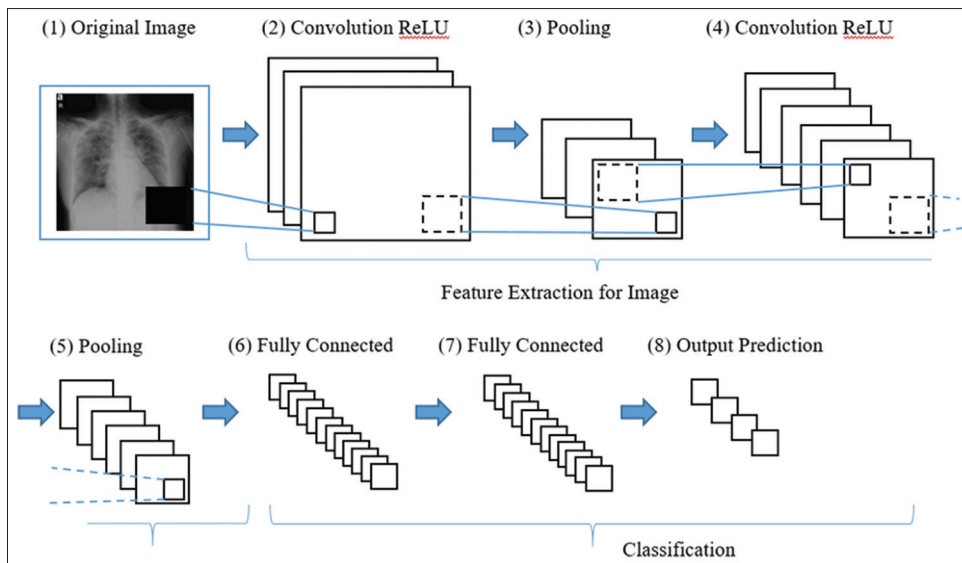 (1) Original Image
(2) Convolution ReLU
(3) Pooling
(4) Convolution ReLU
Feature Extraction for Image
(5) Pooling
(6) Fully Connected
(7) Fully Connected
(8) Output Prediction
Classification